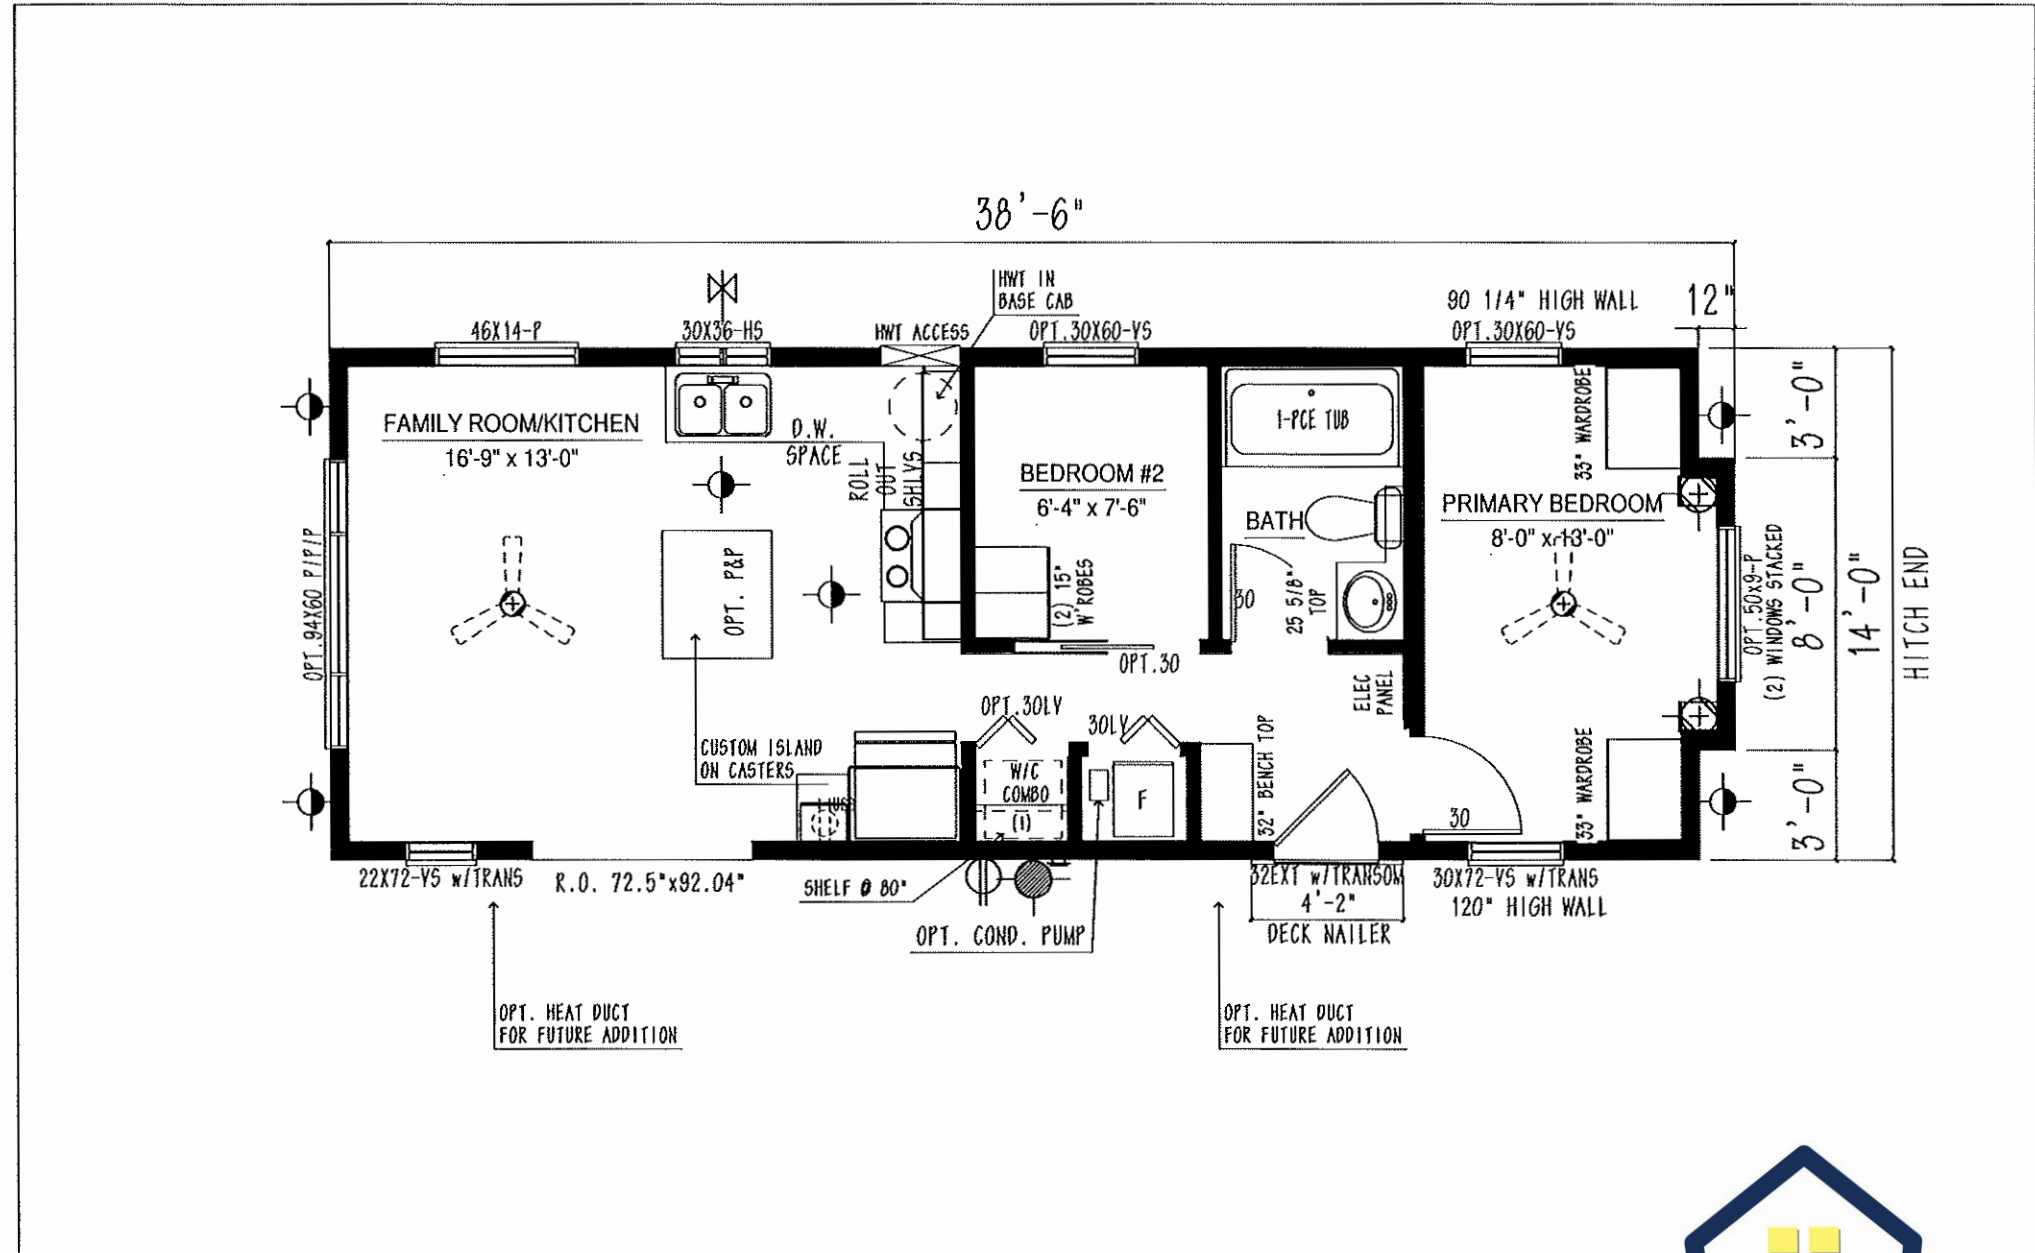 38'-6"
HWT IN
BASE CAB
90 1/4" HIGH WALL
12"
46X14-P
30X36-HS
HWT ACCESS
OPT.30X60-VS
OPT.30X60-VS
FAMILY ROOM/KITCHEN
16'-9" x 13'-0"
D.W.
SPACE
ROLL
OUT
SHLVS
1-PCE TUB
33" WARDROBE
3'-0"
BEDROOM #2
6'-4" x 7'-6"
BATH
PRIMARY BEDROOM
8'-0" x 13'-0"
OPT.94X60 P/P/P
OPT. P&P
(2) 15"
W'ROBES
30
25 5/8"
TOP
OPT.50x9-P
(2) WINDOWS STACKED
8'-0"
14'-0"
HITCH END
OPT.30
ELEC
PANEL
OPT.30LV
30LV
CUSTOM ISLAND
ON CASTERS
W/C
COMBO
(1)
F
32" BENCH TOP
30
33" WARDROBE
3'-0"
22X72-VS w/TRANS
R.O. 72.5"x92.04"
SHELF @ 80"
32EXT w/TRANSOM
30X72-VS w/TRANS
4'-2"
120" HIGH WALL
OPT. COND. PUMP
DECK NAILER
OPT. HEAT DUCT
FOR FUTURE ADDITION
OPT. HEAT DUCT
FOR FUTURE ADDITION